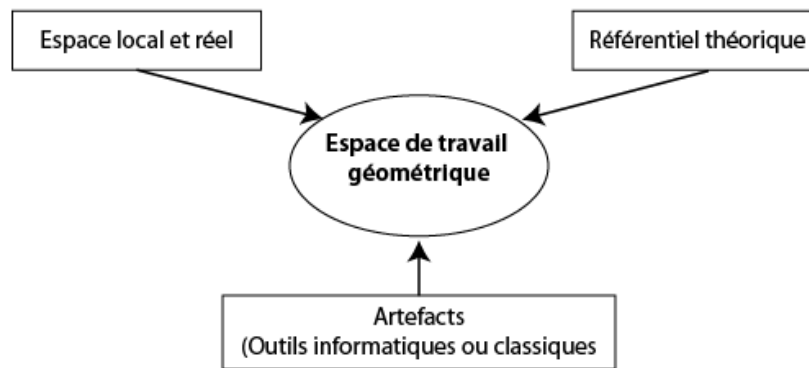 Espace local et réel
Référentiel théorique
Espace de travail
géométrique
Artefacts
(Outils informatiques ou classiques